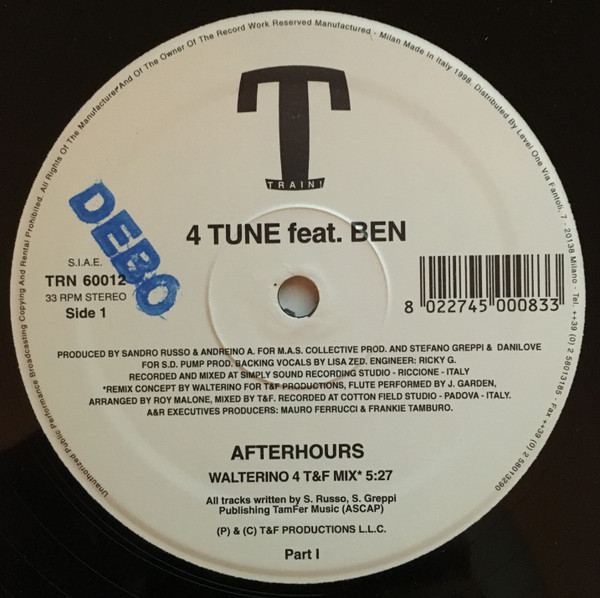 Unauthorized Public Performance Broadcasting Copying And Rental Prohibited. All Rights Of The Manufacturer And Of The Owner Of The Record Work Reserved Manufactured - Milan Made in Italy 1998. Distributed By Level One Via Fantoli, 7 - 20138 Milano - Tel. ++39 (0) 2 58013185 - Fax ++39 (0) 2 58013290
T
TRAIN!
DEBO
4 TUNE feat. BEN
S.I.A.E.
TRN 60012
33 RPM STEREO
Side 1
8 022745 000833
PRODUCED BY SANDRO RUSSO & ANDREINO A. FOR M.A.S. COLLECTIVE PROD. AND STEFANO GREPPI & DANILOVE
FOR S.D. PUMP PROD. BACKING VOCALS BY LISA ZED. ENGINEER: RICKY G.
RECORDED AND MIXED AT SIMPLY SOUND RECORDING STUDIO - RICCIONE - ITALY
*REMIX CONCEPT BY WALTERINO FOR T&F PRODUCTIONS, FLUTE PERFORMED BY J. GARDEN,
ARRANGED BY ROY MALONE, MIXED BY T&F. RECORDED AT COTTON FIELD STUDIO - PADOVA - ITALY.
A&R EXECUTIVES PRODUCERS: MAURO FERRUCCI & FRANKIE TAMBURO.
AFTERHOURS
WALTERINO 4 T&F MIX* 5:27
All tracks written by S. Russo, S. Greppi
Publishing TamFer Music (ASCAP)
(P) & (C) T&F PRODUCTIONS L.L.C.
Part I